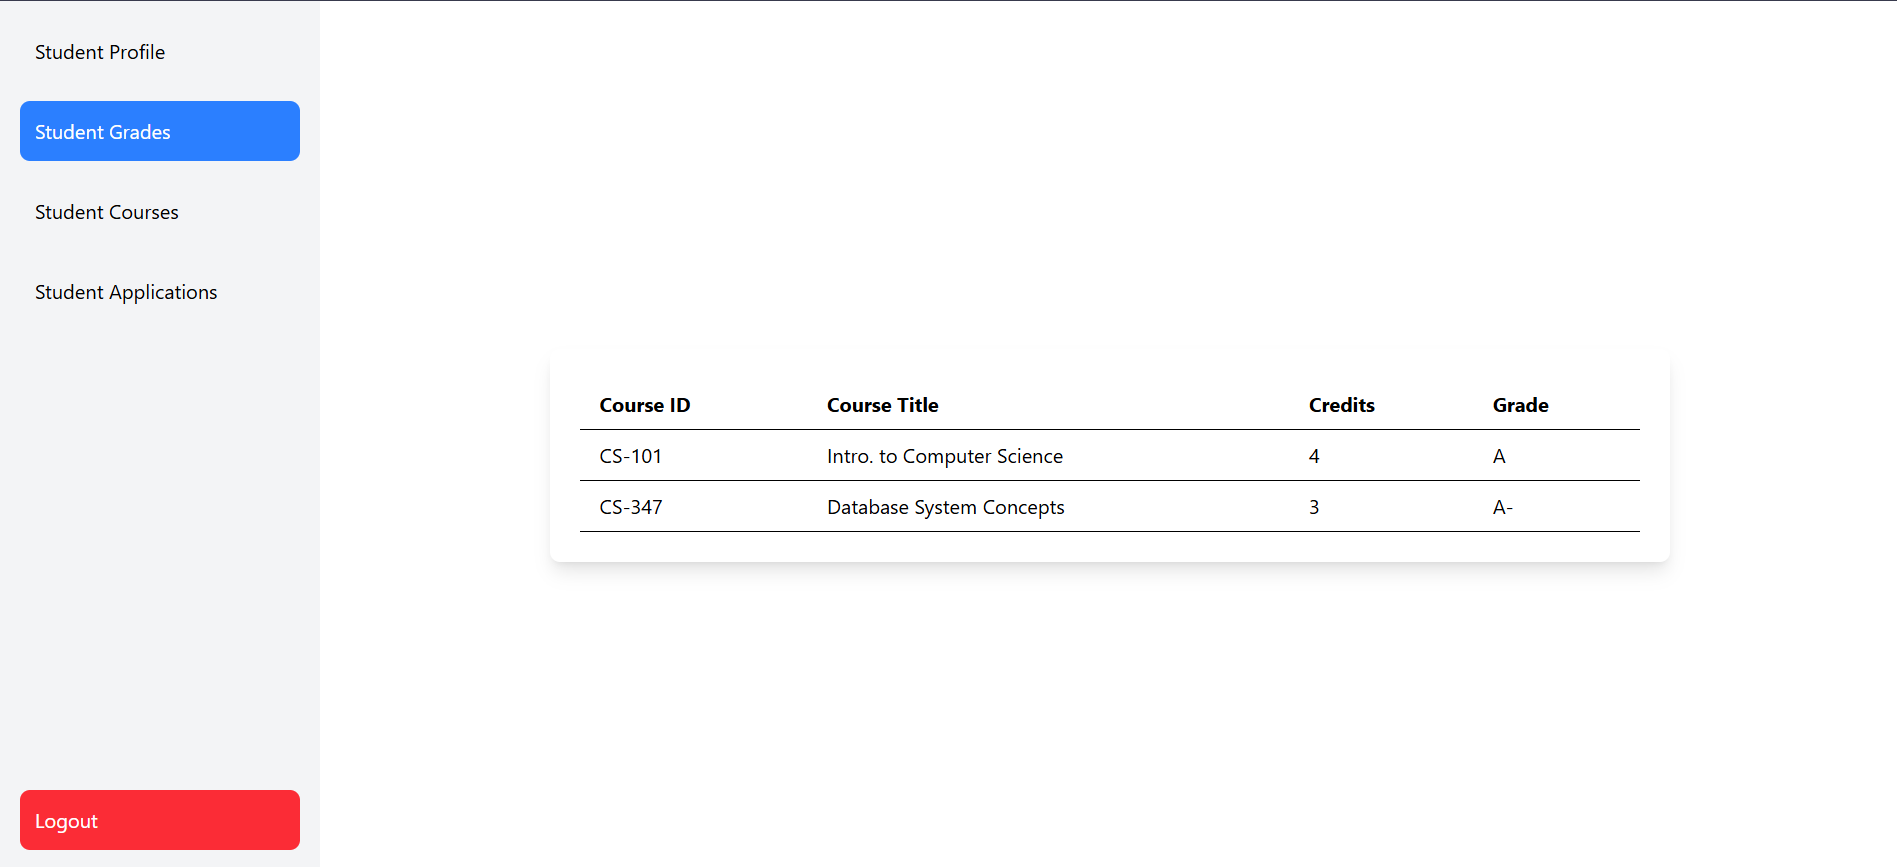 Student Profile
Student Grades
Student Courses
Student Applications
Logout
Course ID Course Title Credits Grade
CS-101 Intro. to Computer Science 4 A
CS-347 Database System Concepts 3 A-